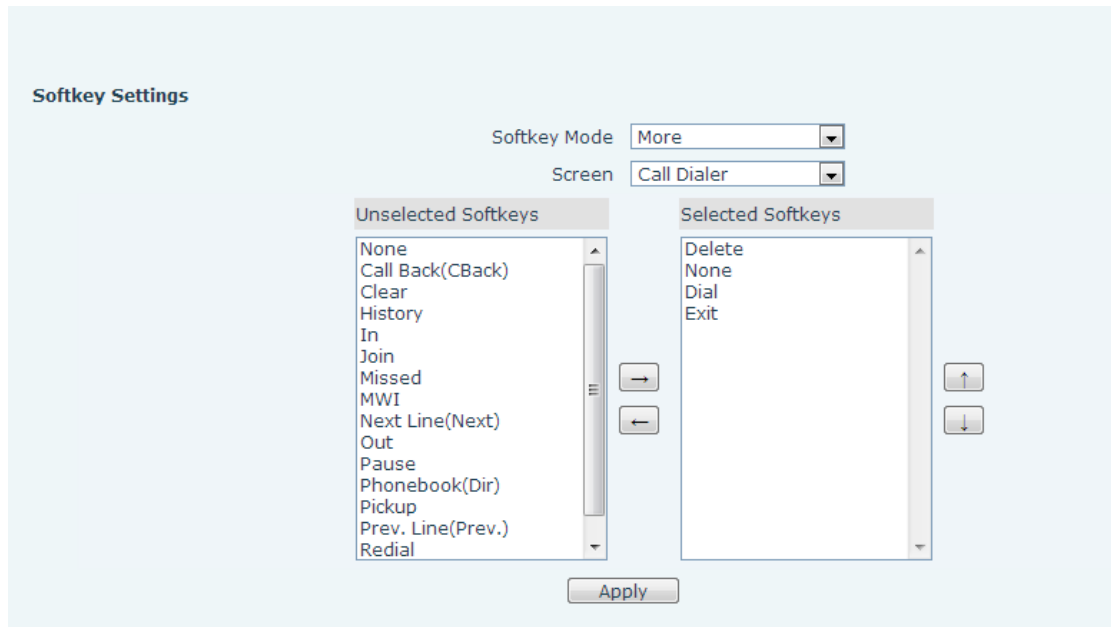 Softkey Settings
Softkey Mode More
Screen Call Dialer
Unselected Softkeys
None
Call Back(CBack)
Clear
History
In
Join
Missed
MWI
Next Line(Next)
Out
Pause
Phonebook(Dir)
Pickup
Prev. Line(Prev.)
Redial
→
←
Selected Softkeys
Delete
None
Dial
Exit
↑
↓
Apply